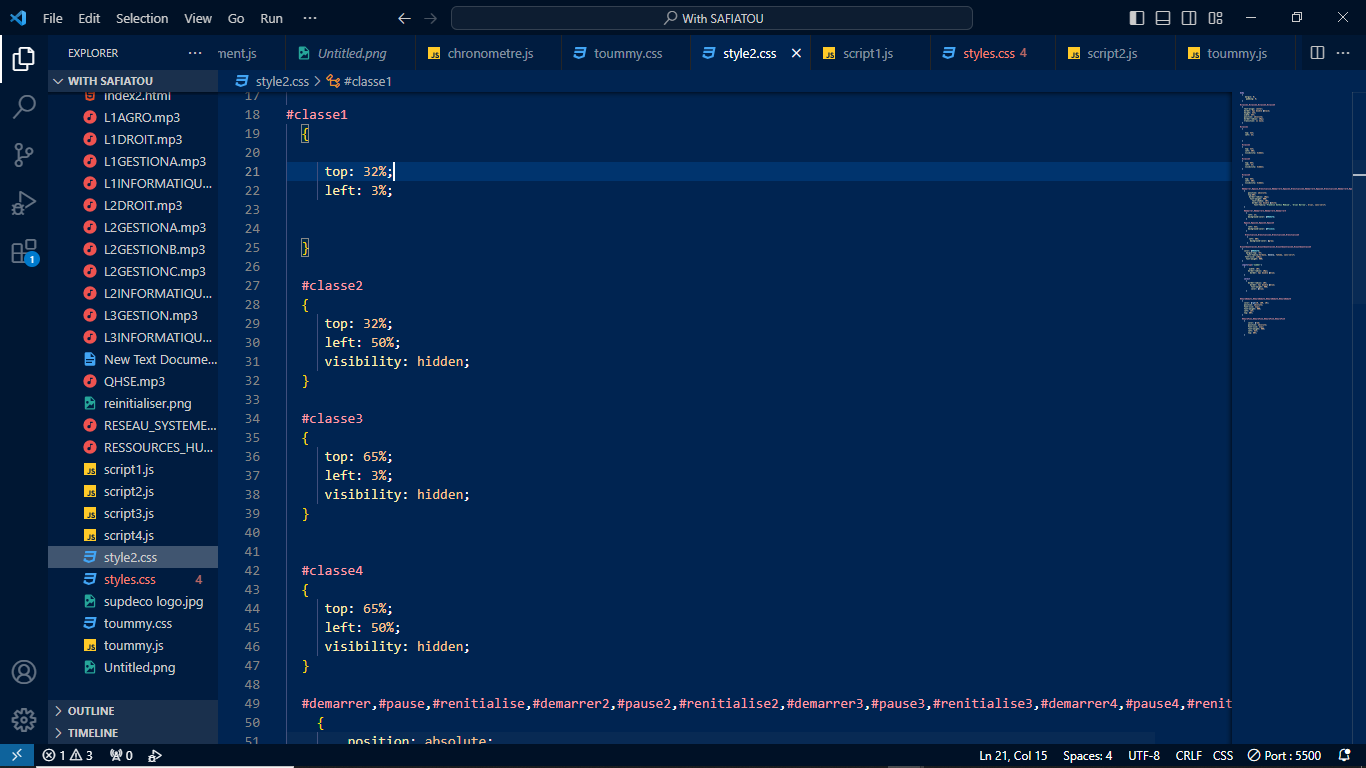 File Edit Selection View Go Run ··· With SAFIATOU
EXPLORER ···
ment.js Untitled.png chronometre.js toummy.css style2.css script1.js styles.css 4 script2.js toummy.js ···
WITH SAFIATOU
style2.css > #classe1
index2.html
L1AGRO.mp3
L1DROIT.mp3
L1GESTIONA.mp3
L1INFORMATIQU...
L2DROIT.mp3
L2GESTIONA.mp3
L2GESTIONB.mp3
L2GESTIONC.mp3
L2INFORMATIQU...
L3GESTION.mp3
L3INFORMATIQU...
New Text Docume...
QHSE.mp3
reinitialiser.png
RESEAU_SYSTEME...
RESSOURCES_HU...
script1.js
script2.js
script3.js
script4.js
style2.css
styles.css 4
supdeco logo.jpg
toummy.css
toummy.js
Untitled.png
OUTLINE
TIMELINE
1
17
18 #classe1
19 {
20
21 top: 32%;
22 left: 3%;
23
24
25 }
26
27 #classe2
28 {
29 top: 32%;
30 left: 50%;
31 visibility: hidden;
32 }
33
34 #classe3
35 {
36 top: 65%;
37 left: 3%;
38 visibility: hidden;
39 }
40
41
42 #classe4
43 {
44 top: 65%;
45 left: 50%;
46 visibility: hidden;
47 }
48
49 #demarrer,#pause,#renitialise,#demarrer2,#pause2,#renitialise2,#demarrer3,#pause3,#renitialise3,#demarrer4,#pause4,#renit
50 {
51 position: absolute;
1 3 0 Ln 21, Col 15 Spaces: 4 UTF-8 CRLF CSS Port : 5500